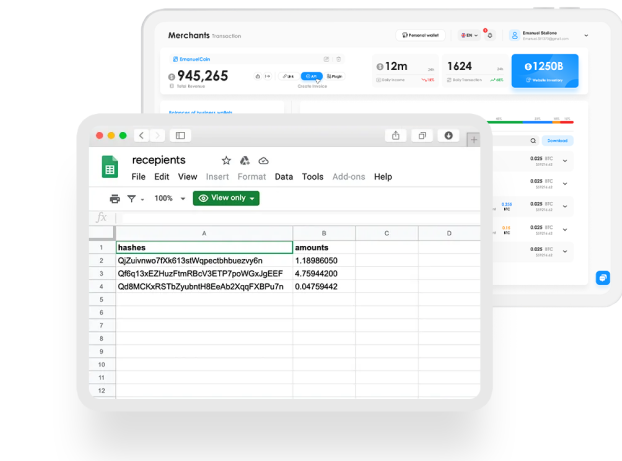 Merchants Transaction
Personal wallet
EN
Emanuel Stallone
EmanuelCoin
945,265
Total Revenue
API
Plugin
Create Invoice
12m
Daily Income
1624
Daily Transaction
1250B
Balances of business wallets
Download
0.025 BTC
0.025 BTC
0.025 BTC
0.025 BTC
0.025 BTC
recepients
File Edit View Insert Format Data Tools Add-ons Help
100% View only
fx
A B C D
1 hashes amounts
2 QjZuivnwo7fXk613stWqpectbhbuezvy6n 1.18986050
3 Qf6q13xEZHuzFtmRBcV3ETP7poWGxJgEEF 4.75944200
4 Qd8MCKxRSTbZyubntH8EeAb2XqqFXBPu7n 0.04759442
5
6
7
8
9
10
11
12